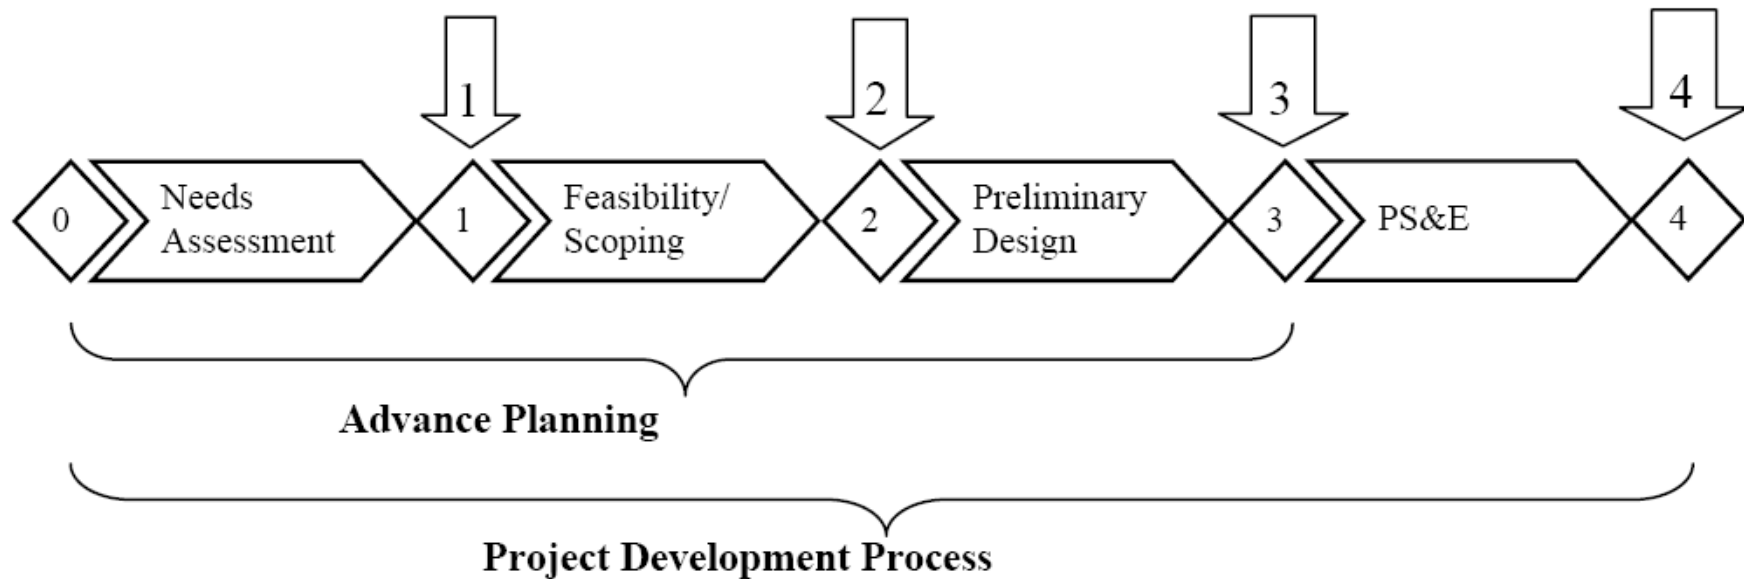 1
2
3
4
0
Needs
Assessment
1
Feasibility/
Scoping
2
Preliminary
Design
3
PS&E
4
Advance Planning
Project Development Process